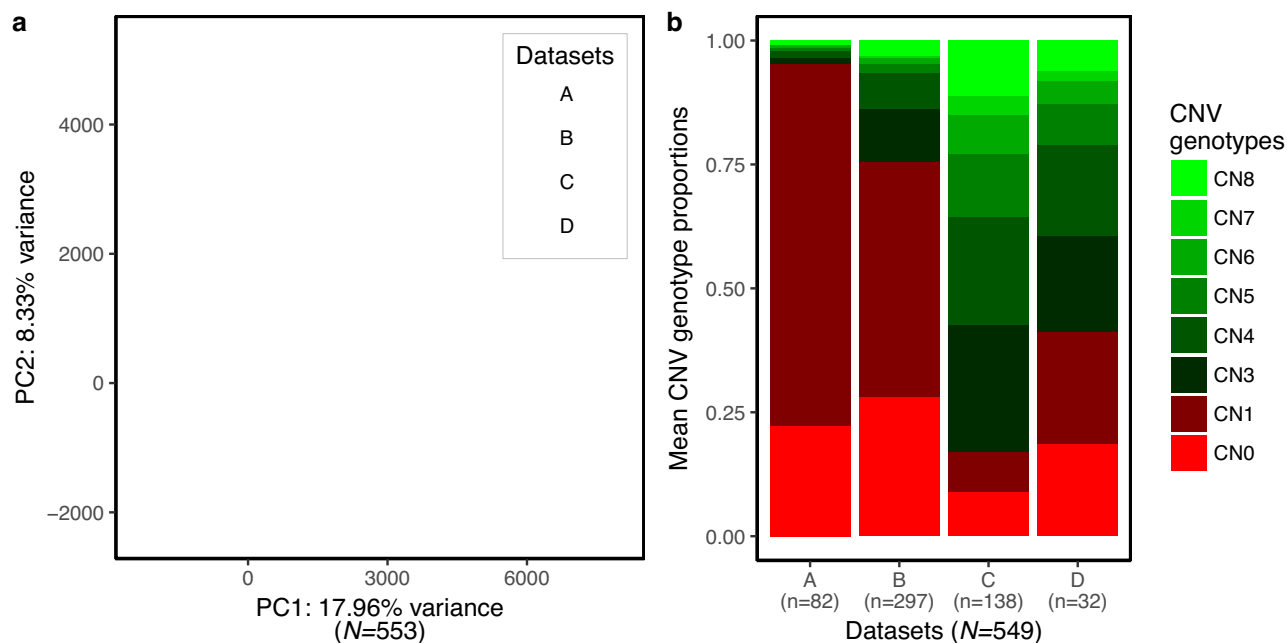 a
Datasets
A
B
C
D
4000
2000
0
−2000
PC2: 8.33% variance
0 3000 6000
PC1: 17.96% variance
(N=553)
b
1.00
0.75
0.50
0.25
0.00
Mean CNV genotype proportions
A B C D
(n=82) (n=297) (n=138) (n=32)
Datasets (N=549)
CNV
genotypes
CN8
CN7
CN6
CN5
CN4
CN3
CN1
CN0